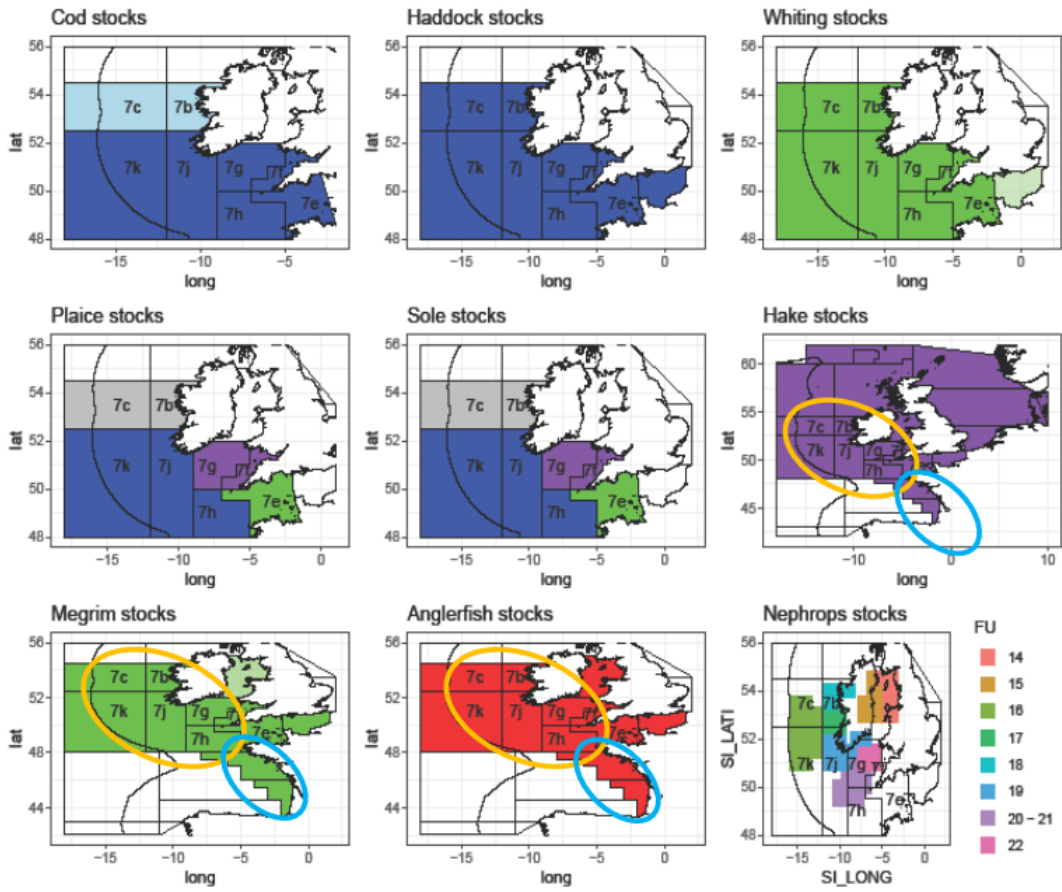 Cod stocks
Haddock stocks
Whiting stocks
56
54
52
50
48
lat
7c 7b
7k 7j 7g 7f
7h 7e
−15 −10 −5
long
56
54
52
50
48
lat
7c 7b
7k 7j 7g 7f
7h 7e
−15 −10 −5 0
long
56
54
52
50
48
lat
7c 7b
7k 7j 7g 7f
7h 7e
−15 −10 −5 0
long
Plaice stocks
Sole stocks
Hake stocks
56
54
52
50
48
lat
7c 7b
7k 7j 7g 7f
7h 7e
−15 −10 −5 0
long
56
54
52
50
48
lat
7c 7b
7k 7j 7g 7f
7h 7e
−15 −10 −5 0
long
60
55
50
45
lat
7c 7b
7k 7j 7g
7h
−10 0 10
long
Megrim stocks
Anglerfish stocks
Nephrops stocks
56
52
48
44
lat
7c 7b
7k 7j 7g 7f
7h 7e
−15 −10 −5 0
long
56
52
48
44
lat
7c 7b
7k 7j 7g 7f
7h 7e
−15 −10 −5 0
long
56
54
52
50
48
SI_LATI
7c 7b
7k 7j 7g
7h 7e
−15 −10 −5 0
SI_LONG
FU
14
15
16
17
18
19
20 − 21
22